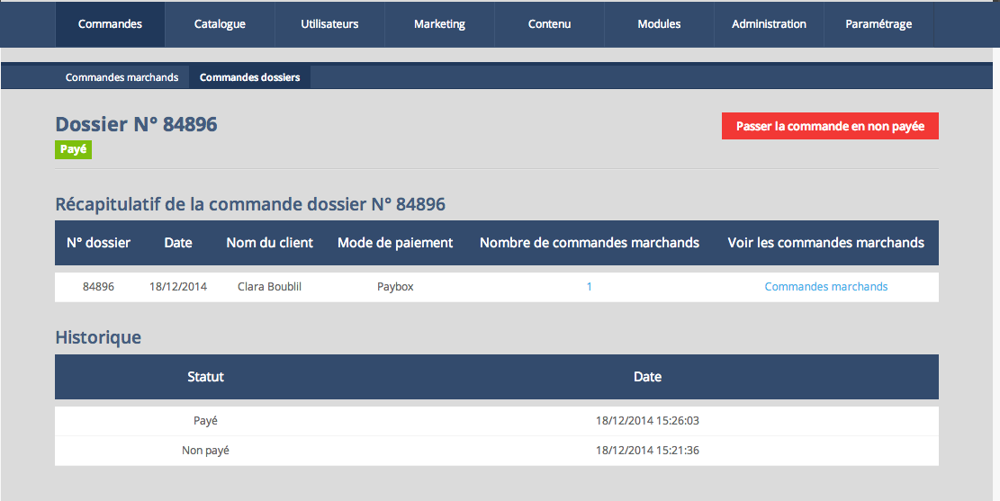 Commandes Catalogue Utilisateurs Marketing Contenu Modules Administration Paramétrage
Commandes marchands Commandes dossiers
Dossier N° 84896
Passer la commande en non payée
Payé
Récapitulatif de la commande dossier N° 84896
N° dossier Date Nom du client Mode de paiement Nombre de commandes marchands Voir les commandes marchands
84896 18/12/2014 Clara Boublil Paybox 1 Commandes marchands
Historique
Statut Date
Payé 18/12/2014 15:26:03
Non payé 18/12/2014 15:21:36